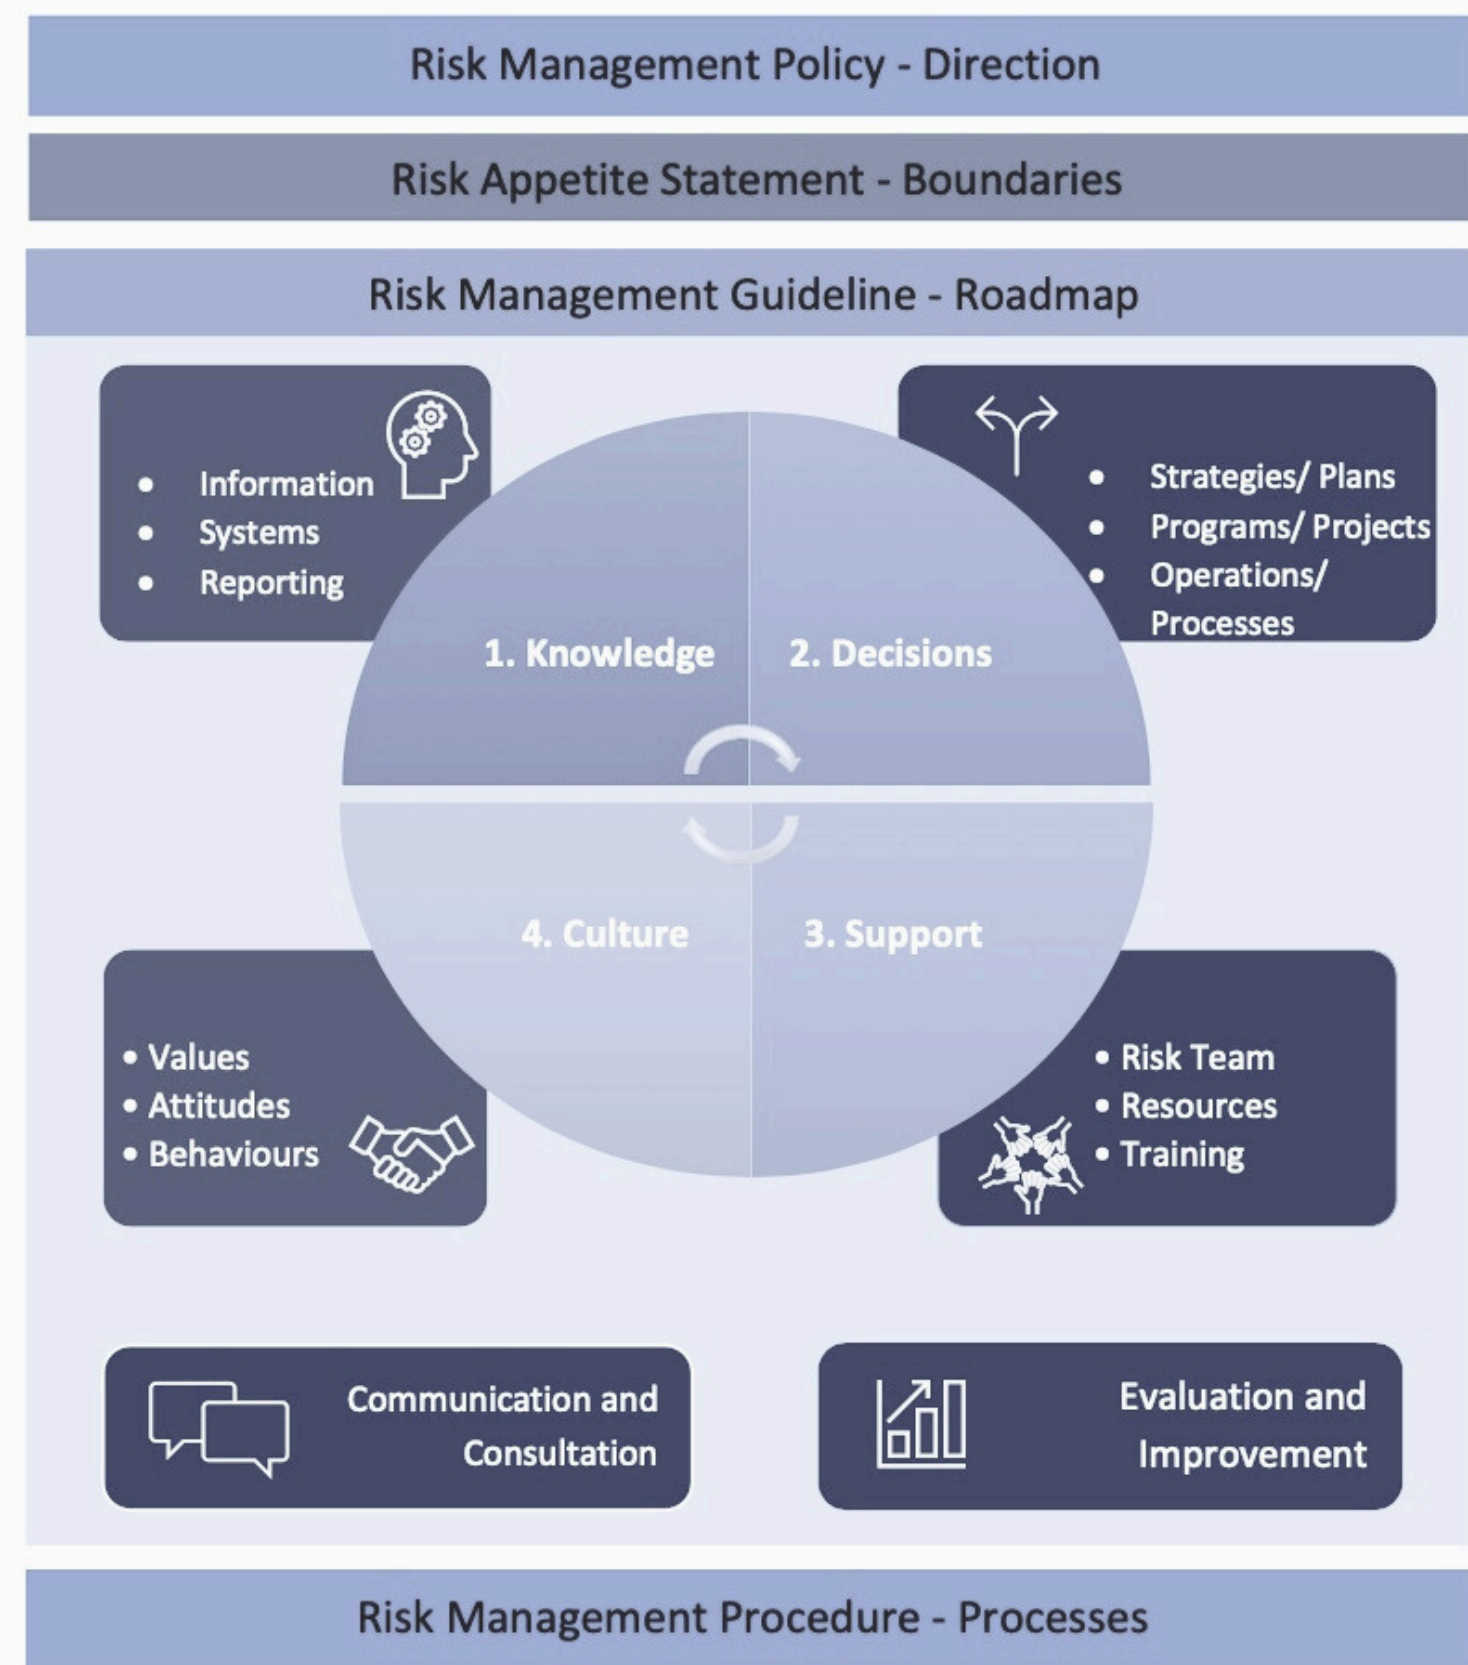 Risk Management Policy - Direction
Risk Appetite Statement - Boundaries
Risk Management Guideline - Roadmap
• Information
• Systems
• Reporting
• Strategies/ Plans
• Programs/ Projects
• Operations/
Processes
1. Knowledge
2. Decisions
4. Culture
3. Support
• Values
• Attitudes
• Behaviours
• Risk Team
• Resources
• Training
Communication and
Consultation
Evaluation and
Improvement
Risk Management Procedure - Processes